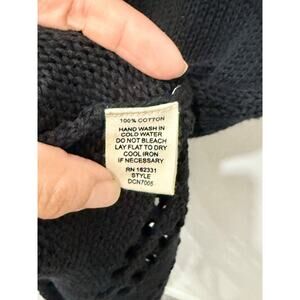 100% COTTON
HAND WASH IN
COLD WATER
DO NOT BLEACH
LAY FLAT TO DRY
COOL IRON
IF NECESSARY
RN 162331
STYLE
DCN7005